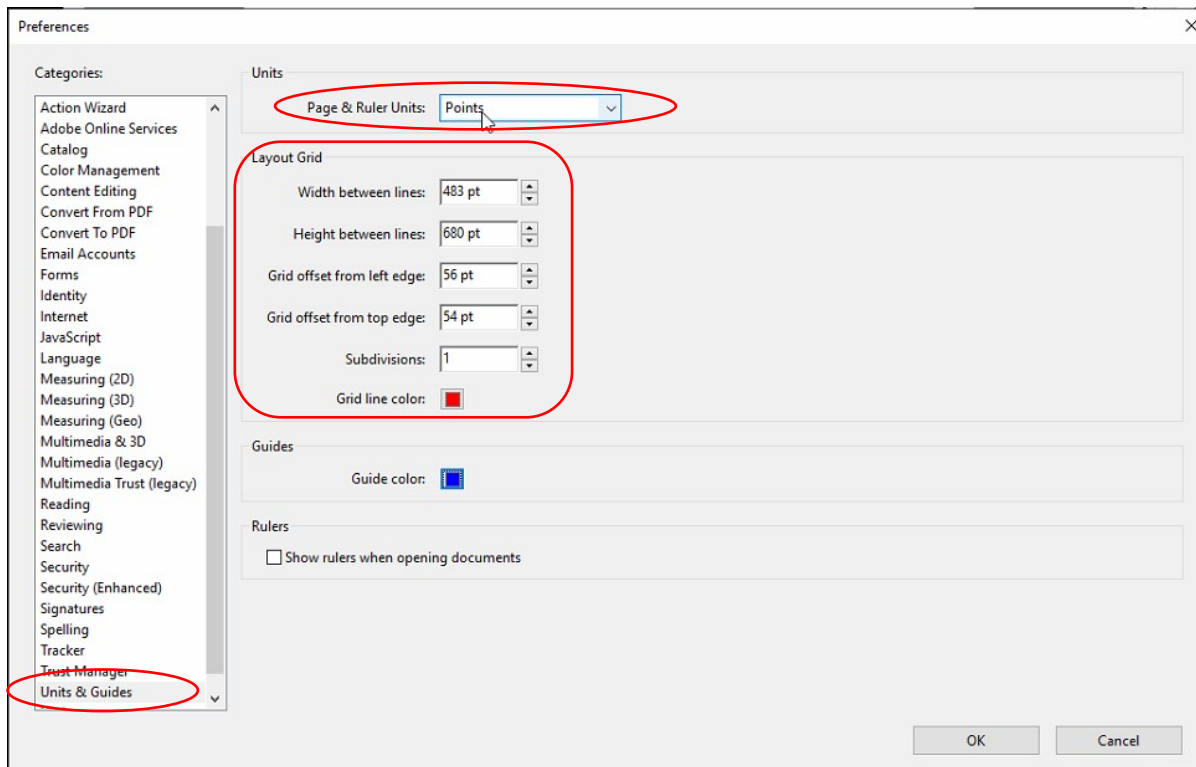 Preferences
Categories:
Action Wizard
Adobe Online Services
Catalog
Color Management
Content Editing
Convert From PDF
Convert To PDF
Email Accounts
Forms
Identity
Internet
JavaScript
Language
Measuring (2D)
Measuring (3D)
Measuring (Geo)
Multimedia & 3D
Multimedia (legacy)
Multimedia Trust (legacy)
Reading
Reviewing
Search
Security
Security (Enhanced)
Signatures
Spelling
Tracker
Trust Manager
Units & Guides
Units
Page & Ruler Units: Points
Layout Grid
Width between lines: 483 pt
Height between lines: 680 pt
Grid offset from left edge: 56 pt
Grid offset from top edge: 54 pt
Subdivisions: 1
Grid line color:
Guides
Guide color:
Rulers
Show rulers when opening documents
OK Cancel